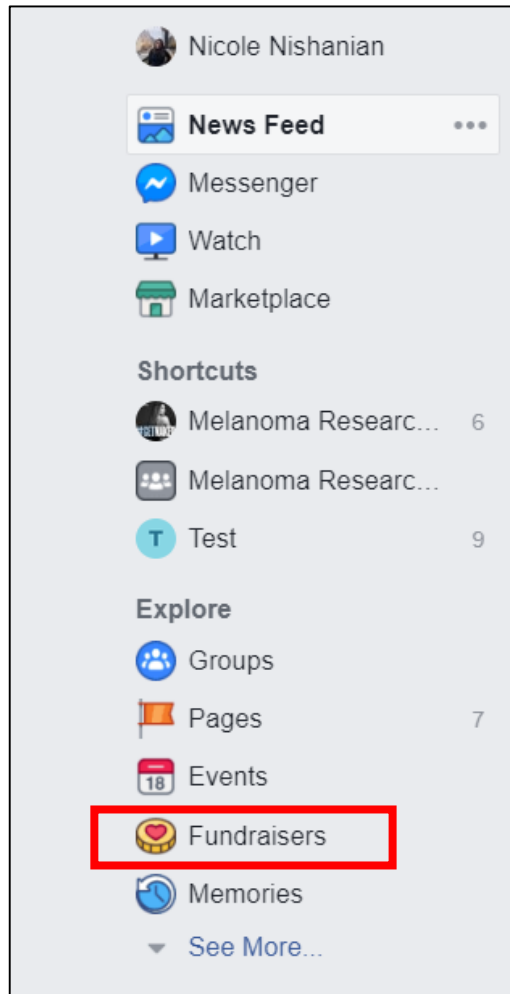 Nicole Nishanian
News Feed
Messenger
Watch
Marketplace
Shortcuts
Melanoma Researc... 6
Melanoma Researc...
T Test 9
Explore
Groups
Pages 7
18 Events
Fundraisers
Memories
See More...